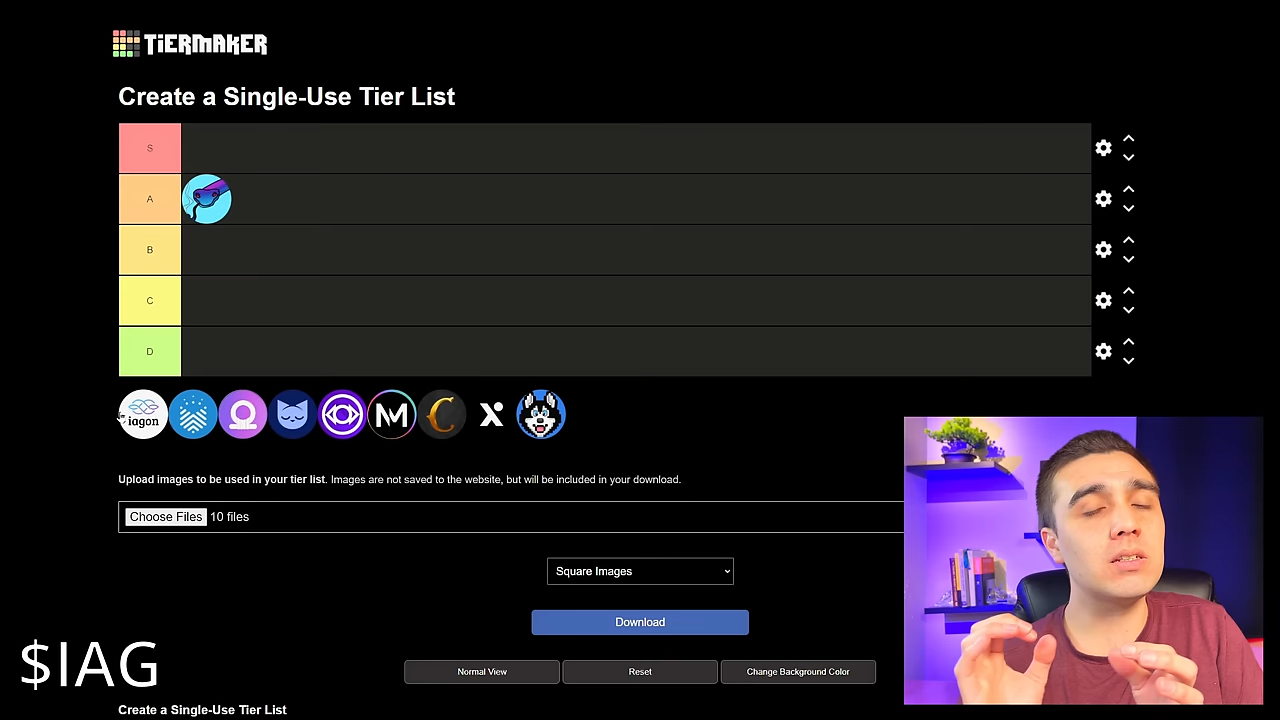 TiERMAKER
Create a Single-Use Tier List
S
A
B
C
D
iagon
M
C
X
Upload images to be used in your tier list. Images are not saved to the website, but will be included in your download.
Choose Files 10 files
Square Images
Download
$IAG
Normal View Reset Change Background Color
Create a Single-Use Tier List